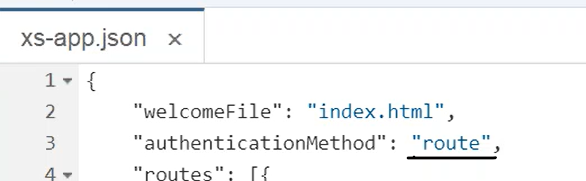 xs-app.json ×
1 {
2 "welcomeFile": "index.html",
3 "authenticationMethod": "route",
4 "routes": [{